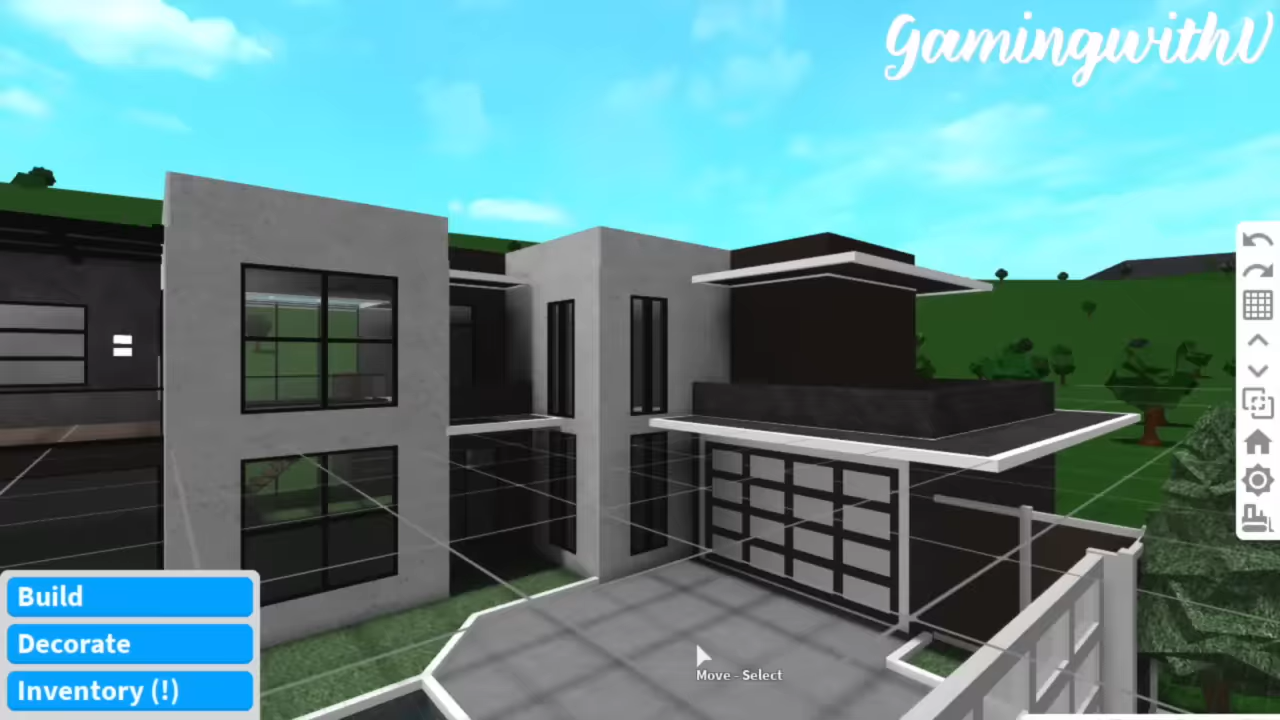 GamingwithV
Build
Decorate
Inventory (!)
Move - Select